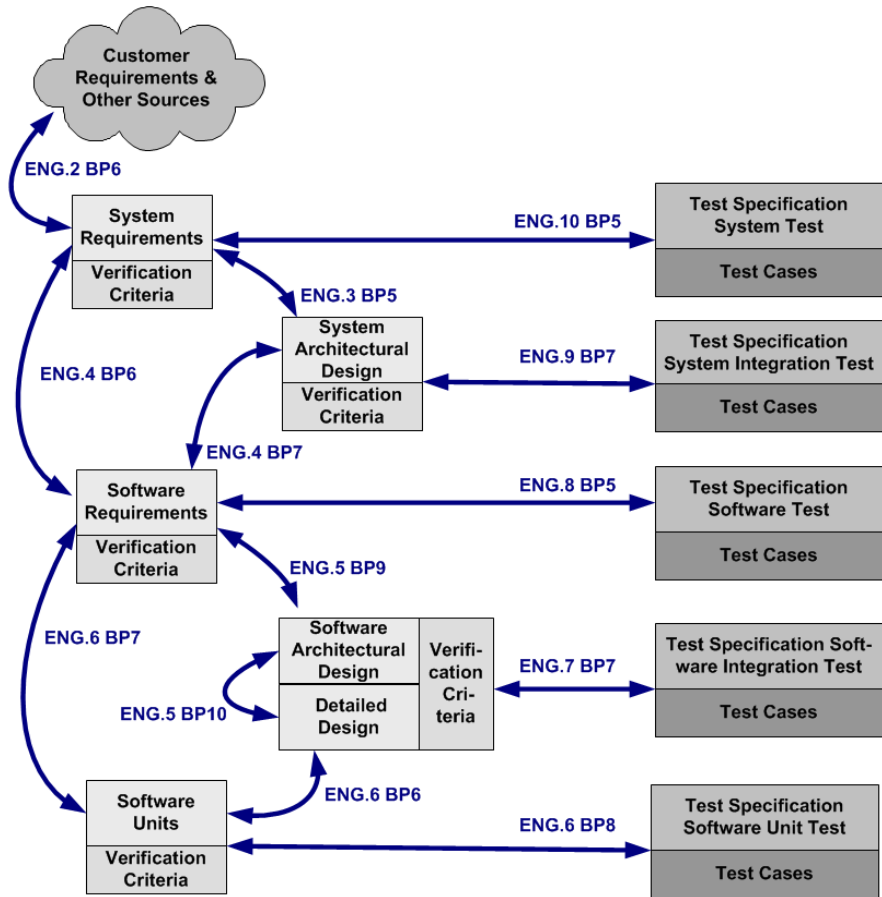 Customer
Requirements &
Other Sources
ENG.2 BP6
System
Requirements
Verification
Criteria
ENG.10 BP5
Test Specification
System Test
Test Cases
ENG.3 BP5
ENG.4 BP6
System
Architectural
Design
Verification
Criteria
ENG.9 BP7
Test Specification
System Integration Test
Test Cases
ENG.4 BP7
Software
Requirements
Verification
Criteria
ENG.8 BP5
Test Specification
Software Test
Test Cases
ENG.5 BP9
ENG.6 BP7
Software
Architectural
Design
Detailed
Design
Verifi-
cation
Cri-
teria
ENG.5 BP10
ENG.7 BP7
Test Specification Soft-
ware Integration Test
Test Cases
ENG.6 BP6
Software
Units
Verification
Criteria
ENG.6 BP8
Test Specification
Software Unit Test
Test Cases